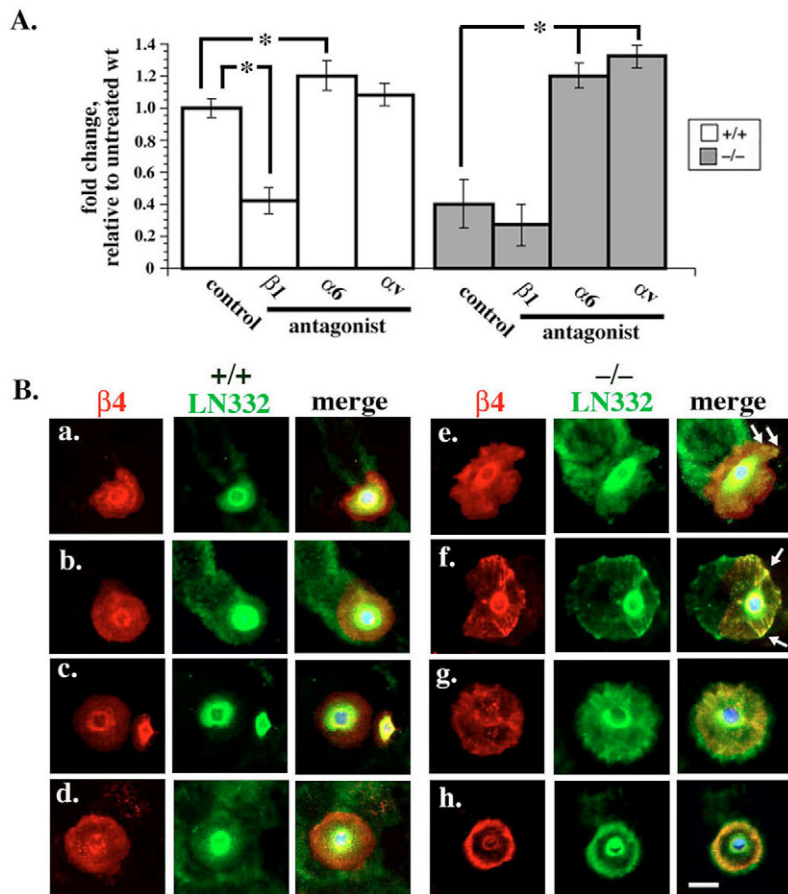 A.
fold change,
relative to untreated wt
1.4
1.2
1.0
0.8
0.6
0.4
0.2
0
*
*
*
+/+
−/−
control
β1
α6
αv
antagonist
control
β1
α6
αv
antagonist
B.
+/+
β4 LN332 merge
−/−
β4 LN332 merge
a.
b.
c.
d.
e.
f.
g.
h.